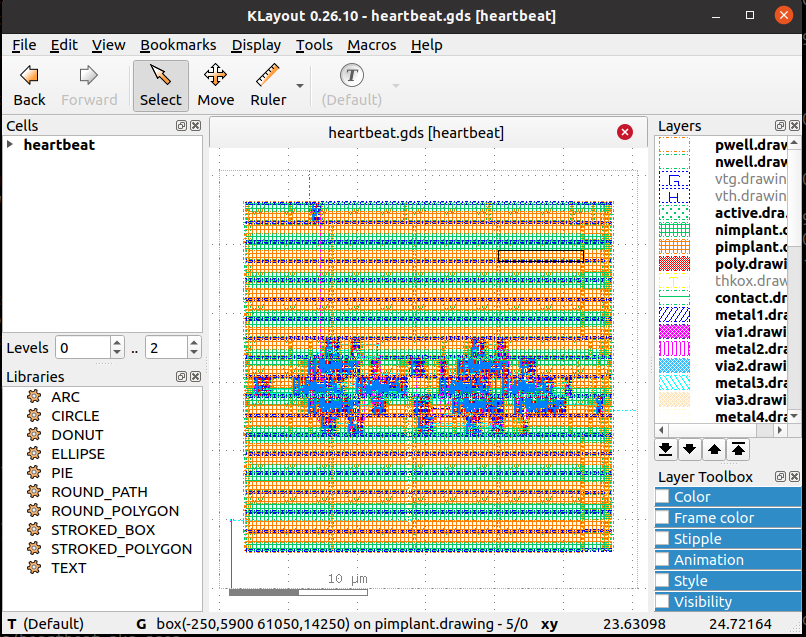 KLayout 0.26.10 - heartbeat.gds [heartbeat]
File Edit View Bookmarks Display Tools Macros Help
Back Forward Select Move Ruler (Default)
Cells
heartbeat
Levels 0 .. 2
Libraries
ARC
CIRCLE
DONUT
ELLIPSE
PIE
ROUND_PATH
ROUND_POLYGON
STROKED_BOX
STROKED_POLYGON
TEXT
heartbeat.gds [heartbeat]
10 µm
Layers
pwell.draw
nwell.draw
vtg.drawin
vth.drawin
active.dra
nimplant.d
pimplant.d
poly.drawi
thkox.draw
contact.dr
metal1.dra
via1.drawi
metal2.dra
via2.drawi
metal3.dra
via3.drawi
metal4.dra
Layer Toolbox
Color
Frame color
Stipple
Animation
Style
Visibility
T (Default) G box(-250,5900 61050,14250) on pimplant.drawing - 5/0 xy 23.63098 24.72164